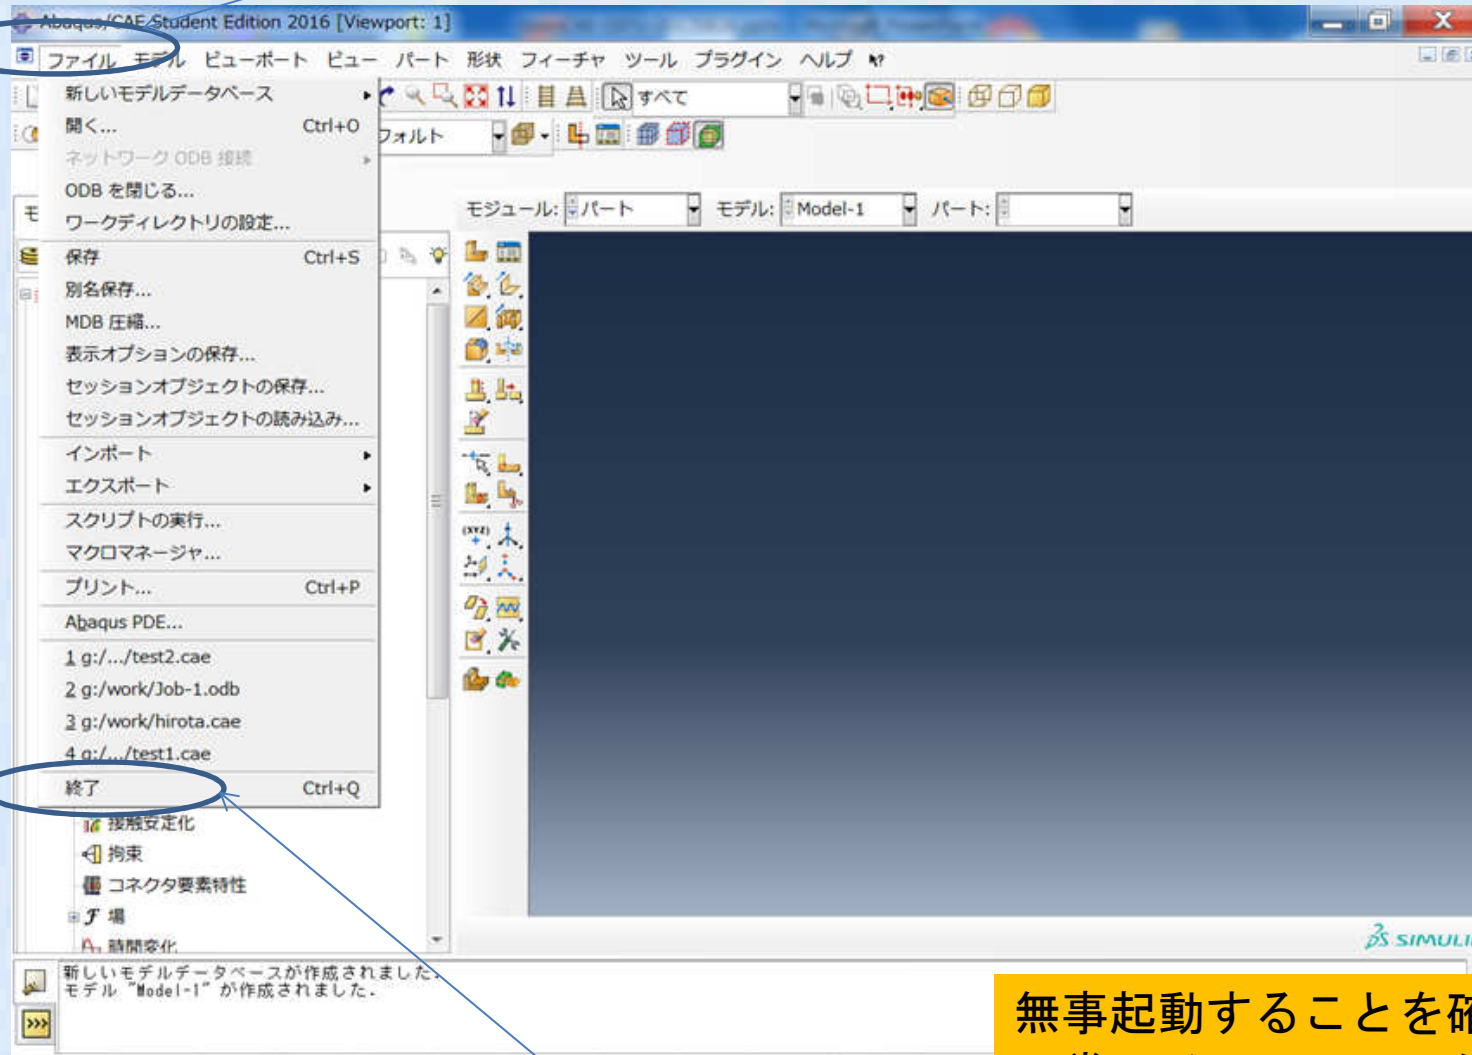 Abaqus/CAE Student Edition 2016 [Viewport: 1]
ファイル モデル ビューポート ビュー パート 形状 フィーチャ ツール プラグイン ヘルプ
新しいモデルデータベース
開く... Ctrl+O
ネットワーク ODB 接続
ODB を閉じる...
ワークディレクトリの設定...
保存 Ctrl+S
別名保存...
MDB 圧縮...
表示オプションの保存...
セッションオブジェクトの保存...
セッションオブジェクトの読み込み...
インポート
エクスポート
スクリプトの実行...
マクロマネージャ...
プリント... Ctrl+P
Abaqus PDE...
1 g:/.../test2.cae
2 g:/work/Job-1.odb
3 g:/work/hirota.cae
4 g:/.../test1.cae
終了 Ctrl+Q
すべて
フォルト
モ
モジュール: パート モデル: Model-1 パート:
(XYZ)
接触安定化
拘束
コネクタ要素特性
場
時間変化
SIMULI
新しいモデルデータベースが作成されました.
モデル "Model-1" が作成されました.
>>>
無事起動することを確